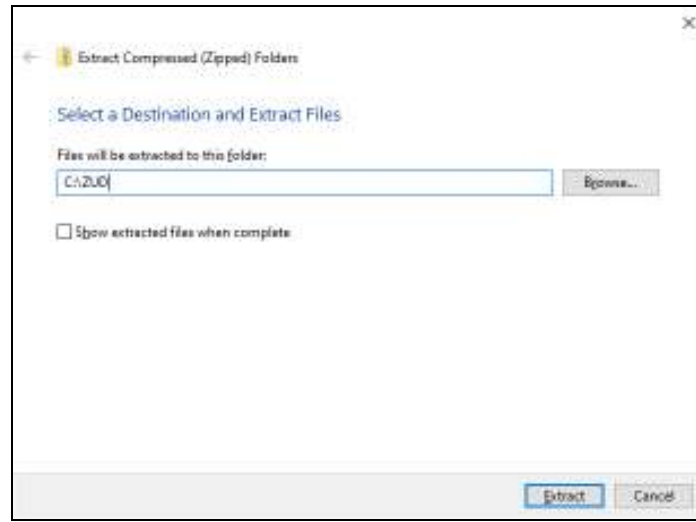 Extract Compressed (Zipped) Folders
Select a Destination and Extract Files
Files will be extracted to this folder:
C:\ZUD
Browse...
Show extracted files when complete
Extract
Cancel